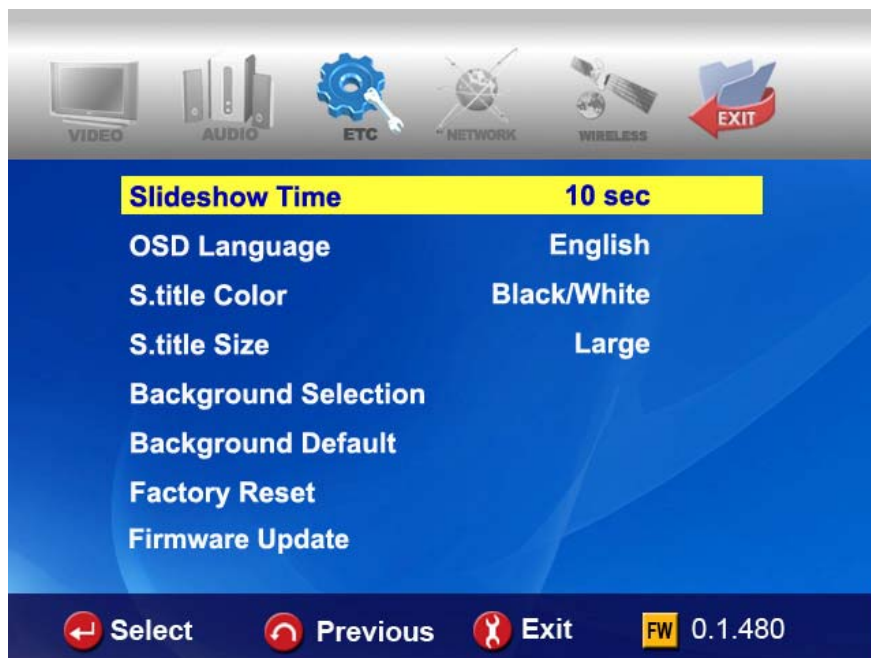 VIDEO AUDIO ETC NETWORK WIRELESS EXIT
Slideshow Time 10 sec
OSD Language English
S.title Color Black/White
S.title Size Large
Background Selection
Background Default
Factory Reset
Firmware Update
Select Previous Exit FW 0.1.480